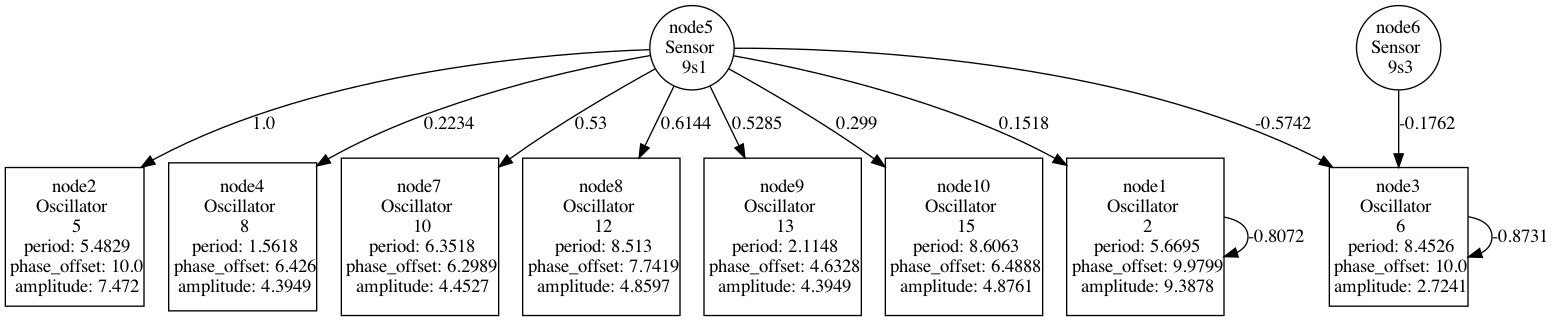 node5
Sensor
9s1
node6
Sensor
9s3
1.0
0.2234
0.53
0.6144
0.5285
0.299
0.1518
-0.5742
-0.1762
node2
Oscillator
5
period: 5.4829
phase_offset: 10.0
amplitude: 7.472
node4
Oscillator
8
period: 1.5618
phase_offset: 6.426
amplitude: 4.3949
node7
Oscillator
10
period: 6.3518
phase_offset: 6.2989
amplitude: 4.4527
node8
Oscillator
12
period: 8.513
phase_offset: 7.7419
amplitude: 4.8597
node9
Oscillator
13
period: 2.1148
phase_offset: 4.6328
amplitude: 4.3949
node10
Oscillator
15
period: 8.6063
phase_offset: 6.4888
amplitude: 4.8761
node1
Oscillator
2
period: 5.6695
phase_offset: 9.9799
amplitude: 9.3878
-0.8072
node3
Oscillator
6
period: 8.4526
phase_offset: 10.0
amplitude: 2.7241
-0.8731